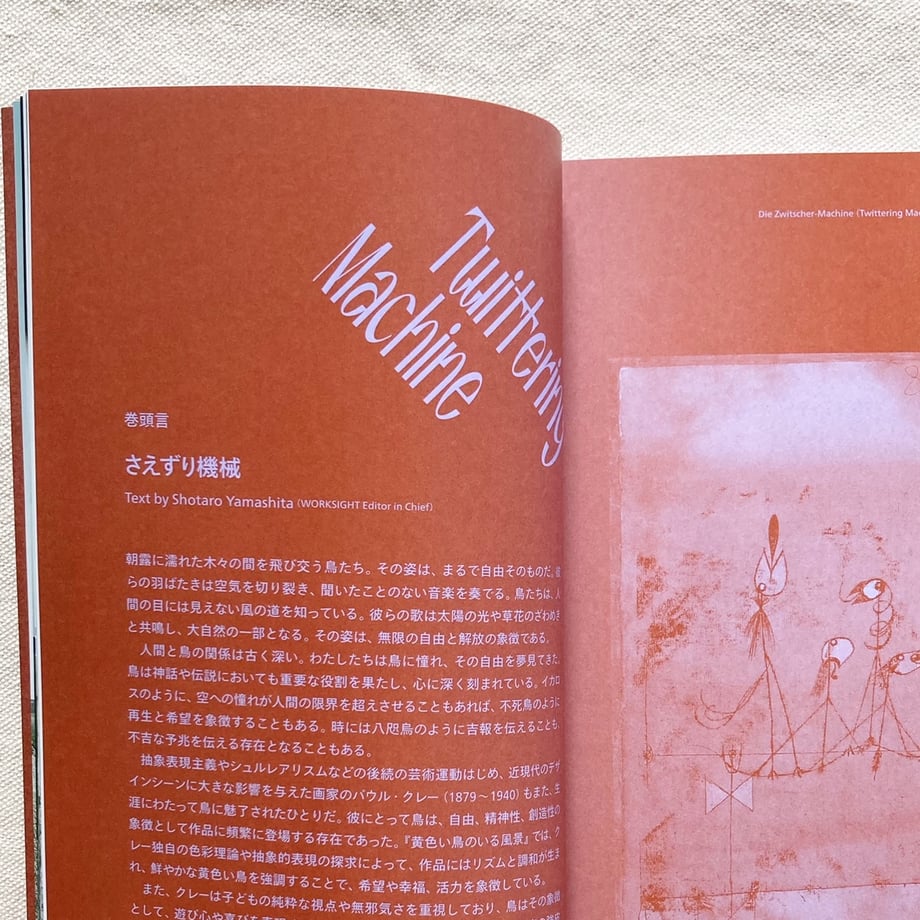 Twittering
Machine
巻頭言
さえずり機械
Text by Shotaro Yamashita (WORKSIGHT Editor in Chief)
朝露に濡れた木々の間を飛び交う鳥たち。その姿は、まるで自由そのものだ。
らの羽ばたきは空気を切り裂き、聞いたことのない音楽を奏でる。鳥たちは、人
間の目には見えない風の道を知っている。彼らの歌は太陽の光や草花のざわめき
と共鳴し、大自然の一部となる。その姿は、無限の自由と解放の象徴である。
人間と鳥の関係は古く深い。わたしたちは鳥に憧れ、その自由を夢見てきた。
鳥は神話や伝説においても重要な役割を果たし、心に深く刻まれている。イカロ
スのように、空への憧れが人間の限界を超えさせることもあれば、不死鳥のように
再生と希望を象徴することもある。時には八咫烏のように吉報を伝えることも、
不吉な予兆を伝える存在となることもある。
抽象表現主義やシュルレアリスムなどの後続の芸術運動はじめ、近現代のデザ
インシーンに大きな影響を与えた画家のパウル・クレー(1879〜1940)もまた、生
涯にわたって鳥に魅了されたひとりだ。彼にとって鳥は、自由、精神性、創造性の
象徴として作品に頻繁に登場する存在であった。『黄色い鳥のいる風景』では、ク
レー独自の色彩理論や抽象的表現の探求によって、作品にはリズムと調和が生ま
れ、鮮やかな黄色い鳥を強調することで、希望や幸福、活力を象徴している。
また、クレーは子どもの純粋な視点や無邪気さを重視しており、鳥はその象徴
として、遊び心や喜びを
Die Zwitscher-Machine (Twittering Mac